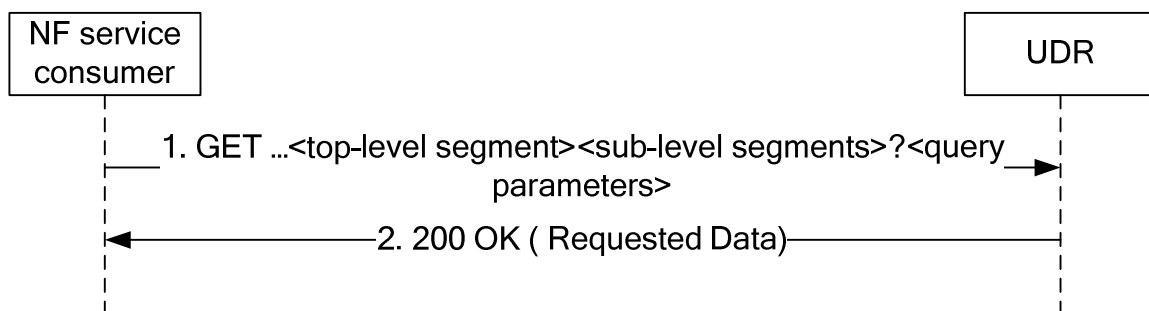 NF service
consumer
UDR
1. GET ...<top-level segment><sub-level segments>?<query
parameters>
2. 200 OK ( Requested Data)